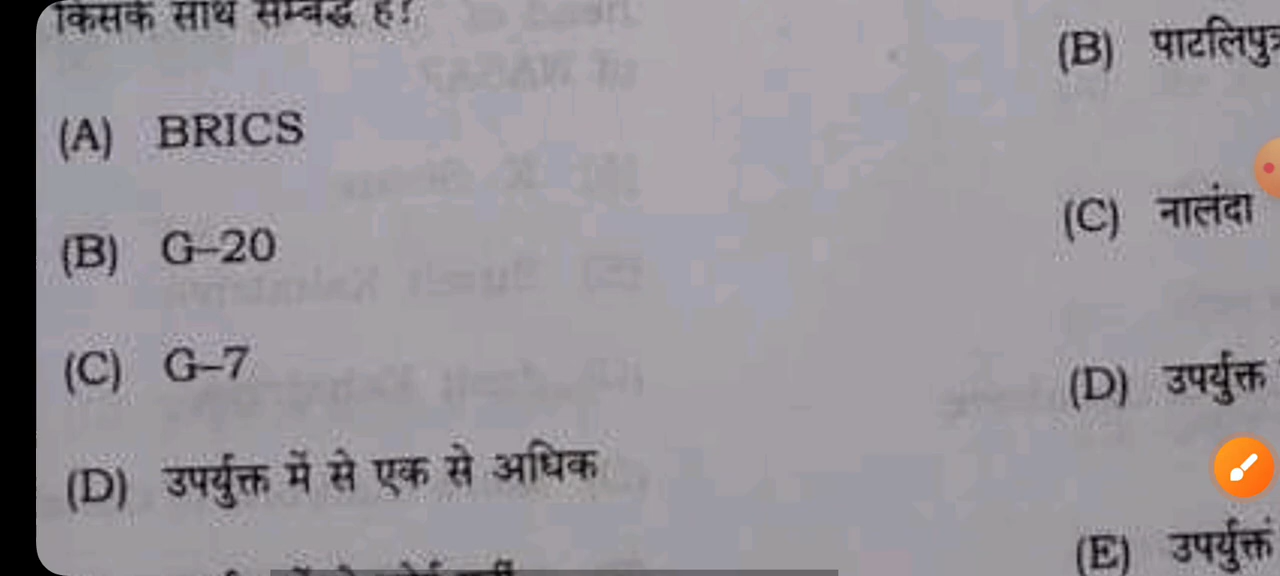 किसके साथ सम्बद्ध है?
(A) BRICS
(B) G–20
(C) G–7
(D) उपर्युक्त में से एक से अधिक
(B) पाटलिपुत्र
(C) नालंदा
(D) उपर्युक्त
(E) उपर्युक्त